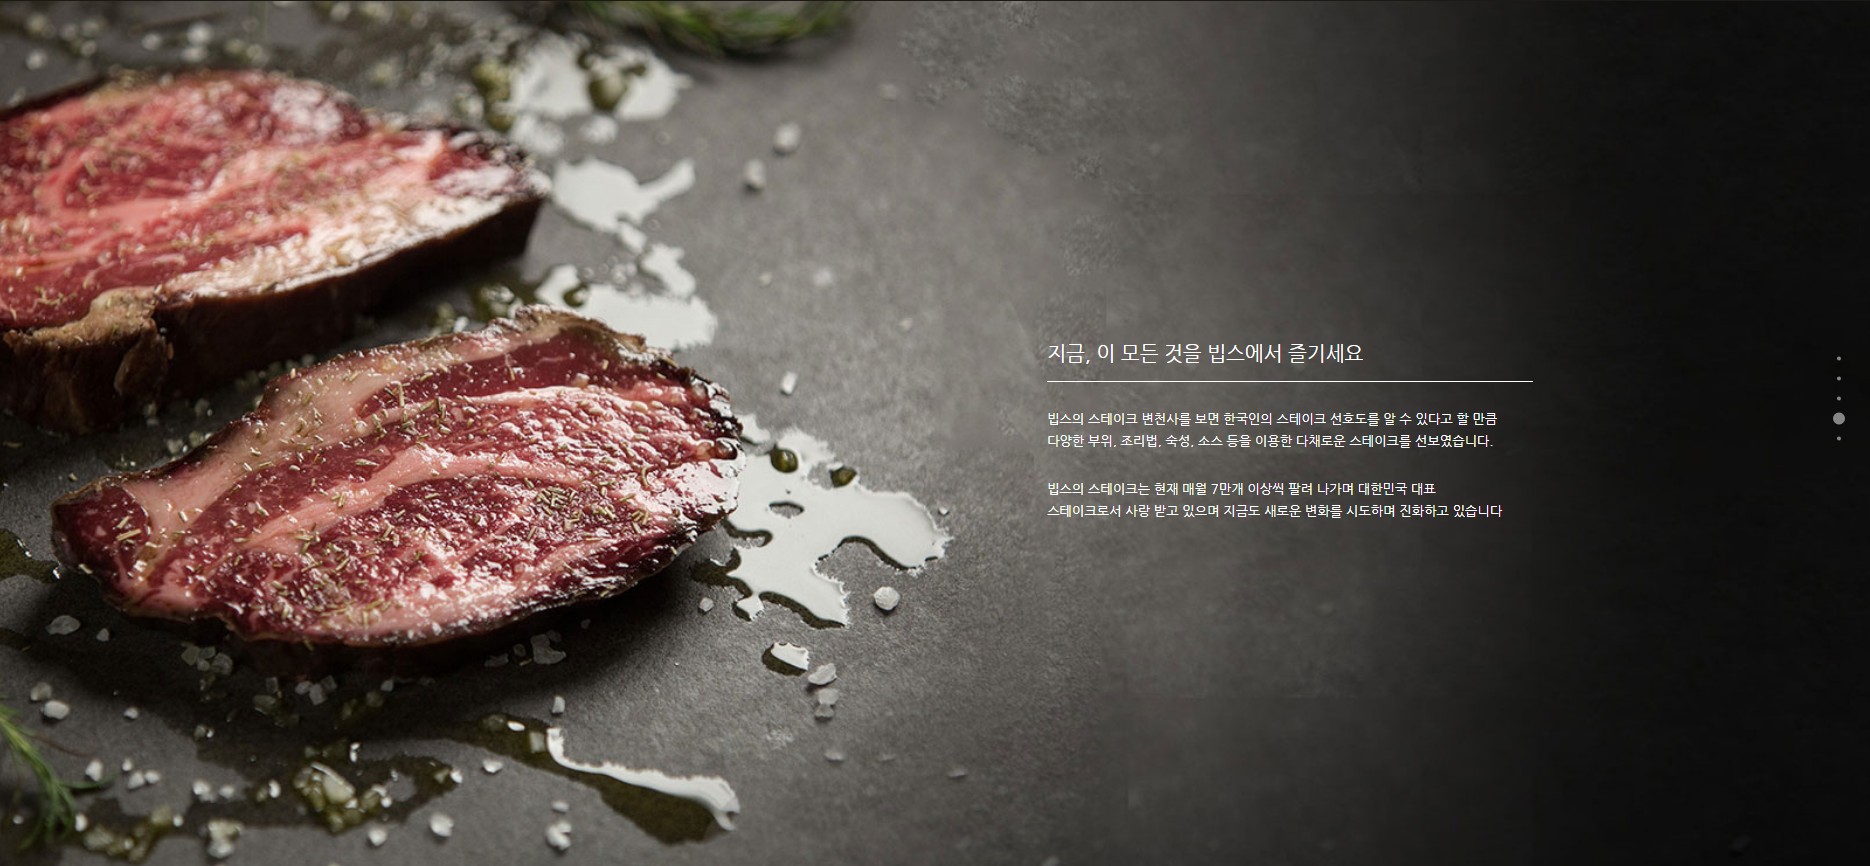 지금, 이 모든 것을 빕스에서 즐기세요
빕스의 스테이크 변천사를 보면 한국인의 스테이크 선호도를 알 수 있다고 할 만큼
다양한 부위, 조리법, 숙성, 소스 등을 이용한 다채로운 스테이크를 선보였습니다.
빕스의 스테이크는 현재 매월 7만개 이상씩 팔려 나가며 대한민국 대표
스테이크로서 사랑 받고 있으며 지금도 새로운 변화를 시도하며 진화하고 있습니다